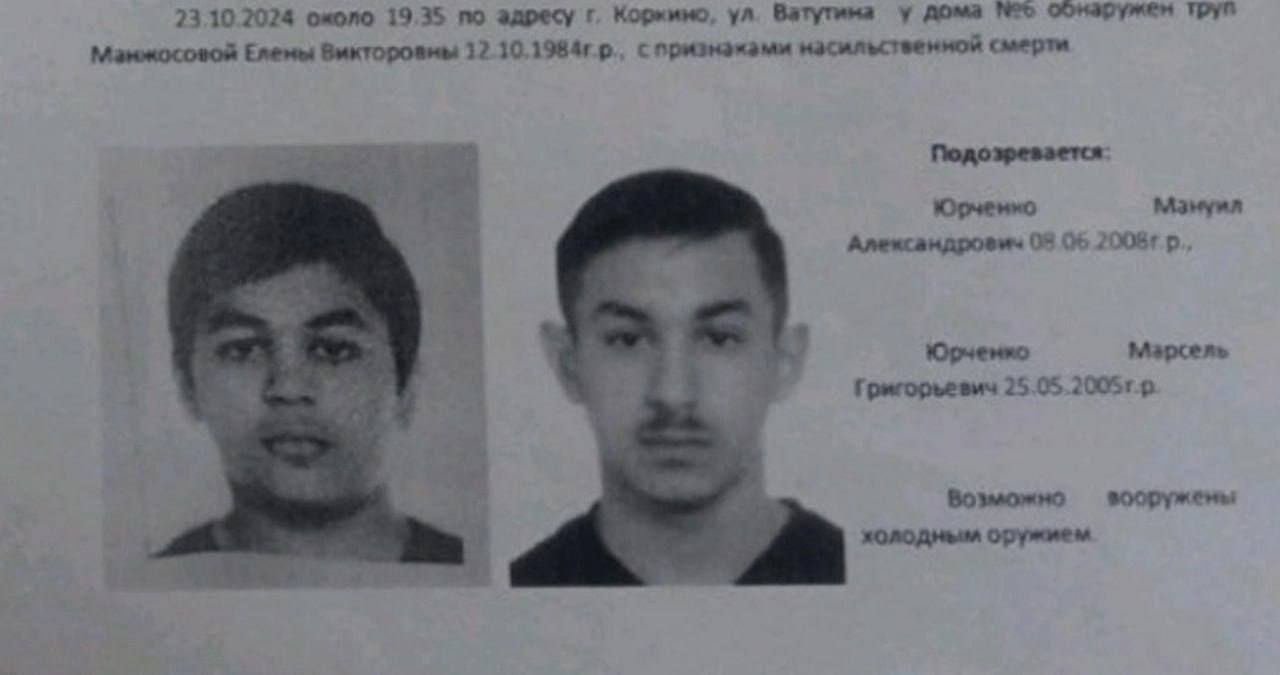 23.10.2024 около 19.35 по адресу г. Коркино, ул. Ватутина у дома №6 обнаружен труп
Манжосовой Елены Викторовны 12.10.1984г.р., с признаками насильственной смерти.
Подозревается:
Юрченко Мануил
Александрович 08.06.2008г.р.,
Юрченко Марсель
Григорьевич 25.05.2005г.р.
Возможно вооружены
холодным оружием.